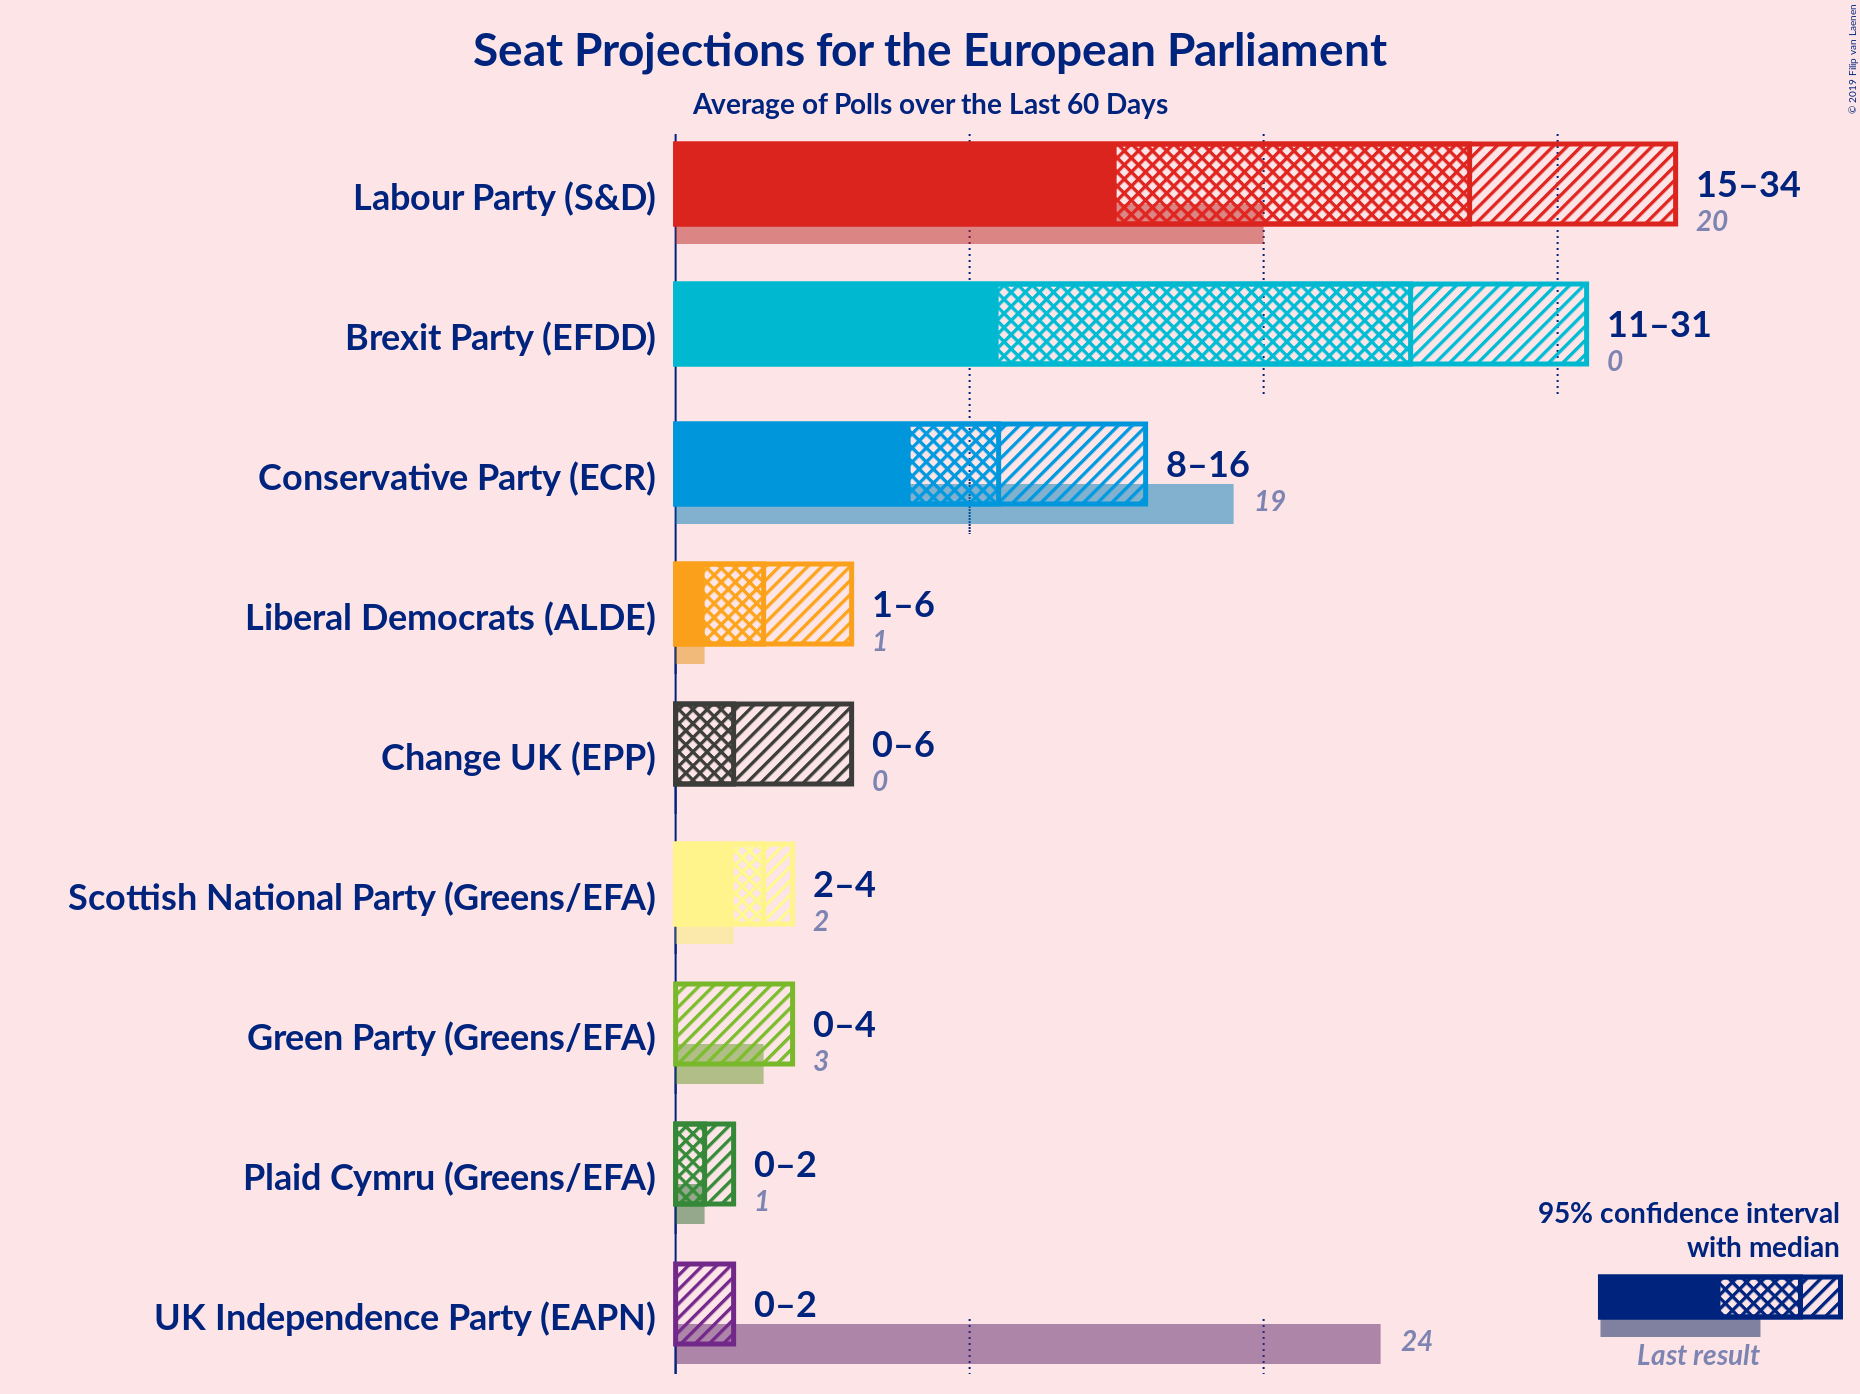 Seat Projections for the European Parliament
Average of Polls over the Last 60 Days
© 2019 Filip van Laenen
Labour Party (S&D)
15–34
20
Brexit Party (EFDD)
11–31
0
Conservative Party (ECR)
8–16
19
Liberal Democrats (ALDE)
1–6
1
Change UK (EPP)
0–6
0
Scottish National Party (Greens/EFA)
2–4
2
Green Party (Greens/EFA)
0–4
3
Plaid Cymru (Greens/EFA)
0–2
1
UK Independence Party (EAPN)
0–2
24
95% confidence interval
with median
Last result